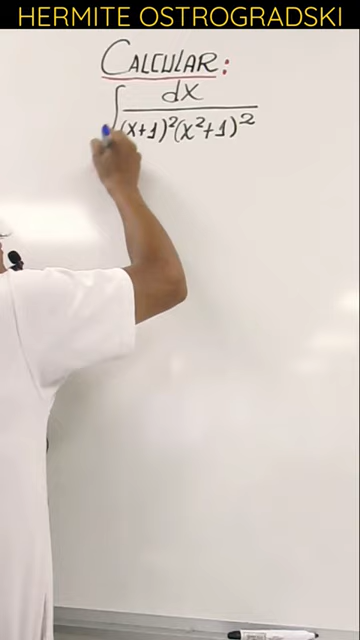 HERMITE OSTROGRADSKI
CALCULAR:
∫ dx
(x+1)²(x²+1)²